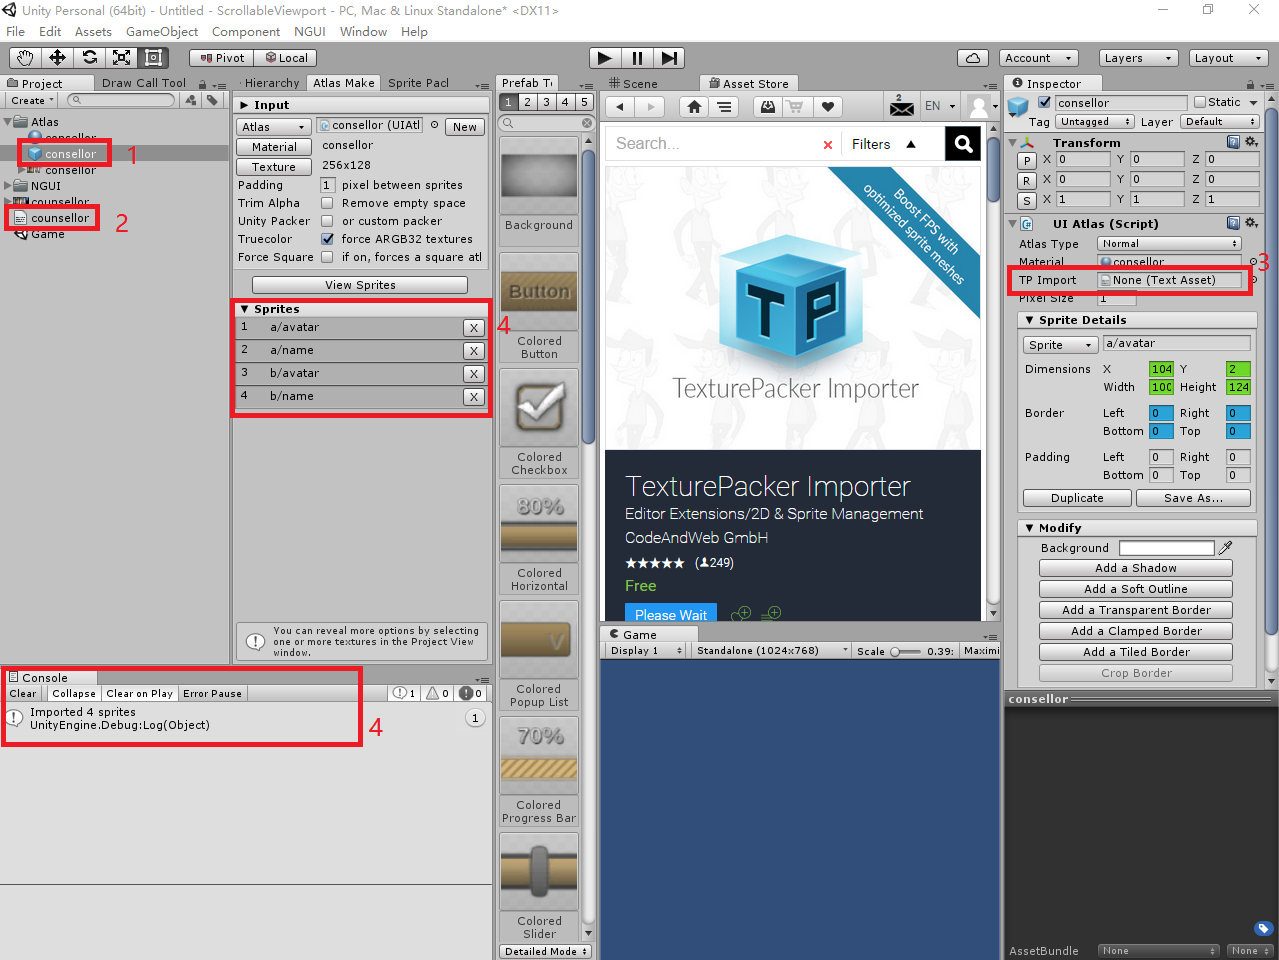 Unity Personal (64bit) - Untitled - ScrollableViewport - PC, Mac & Linux Standalone* <DX11>
File Edit Assets GameObject Component NGUI Window Help
Pivot Local Account Layers Layout
Project Draw Call Tool
Create
Atlas
consellor
consellor 1
consellor
NGUI
counsellor
counsellor 2
Game
Hierarchy Atlas Make Sprite Pacl
Input
Atlas consellor (UIAtl New
Material consellor
Texture 256x128
Padding 1 pixel between sprites
Trim Alpha Remove empty space
Unity Packer or custom packer
Truecolor force ARGB32 textures
Force Square if on, forces a square atl
View Sprites
Sprites
1 a/avatar X
2 a/name X
3 b/avatar X
4 b/name X
4
You can reveal more options by selecting
one or more textures in the Project View
window.
Console
Clear Collapse Clear on Play Error Pause 1 0 0
Imported 4 sprites
UnityEngine.Debug:Log(Object)
1
4
Prefab T
1 2 3 4 5
Background
Button
Colored
Button
Colored
Checkbox
80%
Colored
Horizontal
V
Colored
Popup List
70%
Colored
Progress Bar
Colored
Slider
Detailed Mode
Scene Asset Store
2
EN
Search... Filters
Boost FPS with
optimized sprite meshes
TP
TexturePacker Importer
TexturePacker Importer
Editor Extensions/2D & Sprite Management
CodeAndWeb GmbH
★★★★★ (249)
Free
Please Wait
Game
Display 1 Standalone (1024x768) Scale 0.39: Maximi
Inspector
consellor Static
Tag Untagged Layer Default
Transform
P X 0 Y 0 Z 0
R X 0 Y 0 Z 0
S X 1 Y 1 Z 1
UI Atlas (Script)
Atlas Type Normal
Material consellor
3
TP Import None (Text Asset)
Pixel Size 1
Sprite Details
Sprite a/avatar
Dimensions X 104 Y 2
Width 100 Height 124
Border Left 0 Right 0
Bottom 0 Top 0
Padding Left 0 Right 0
Bottom 0 Top 0
Duplicate Save As...
Modify
Background
Add a Shadow
Add a Soft Outline
Add a Transparent Border
Add a Clamped Border
Add a Tiled Border
Crop Border
consellor
AssetBundle None None